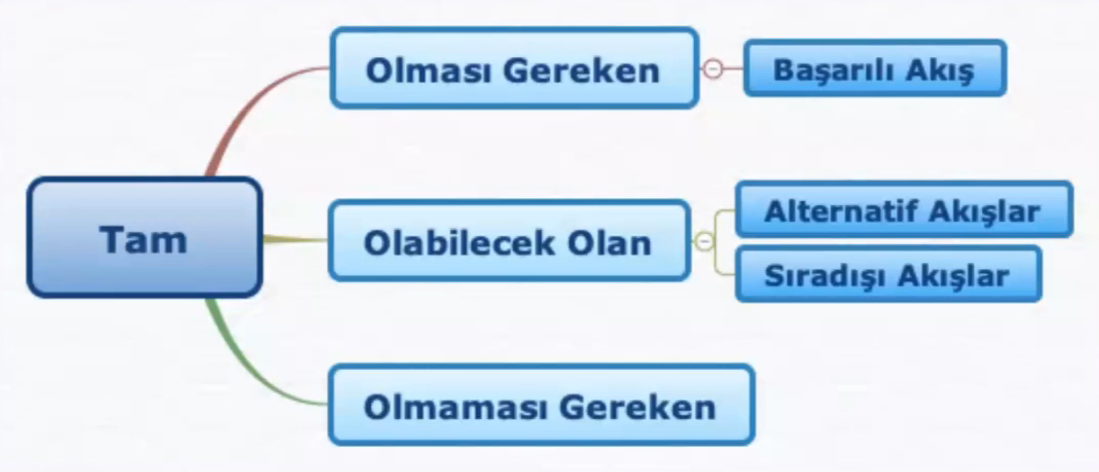 Olması Gereken
Başarılı Akış
Tam
Olabilecek Olan
Alternatif Akışlar
Sıradışı Akışlar
Olmaması Gereken